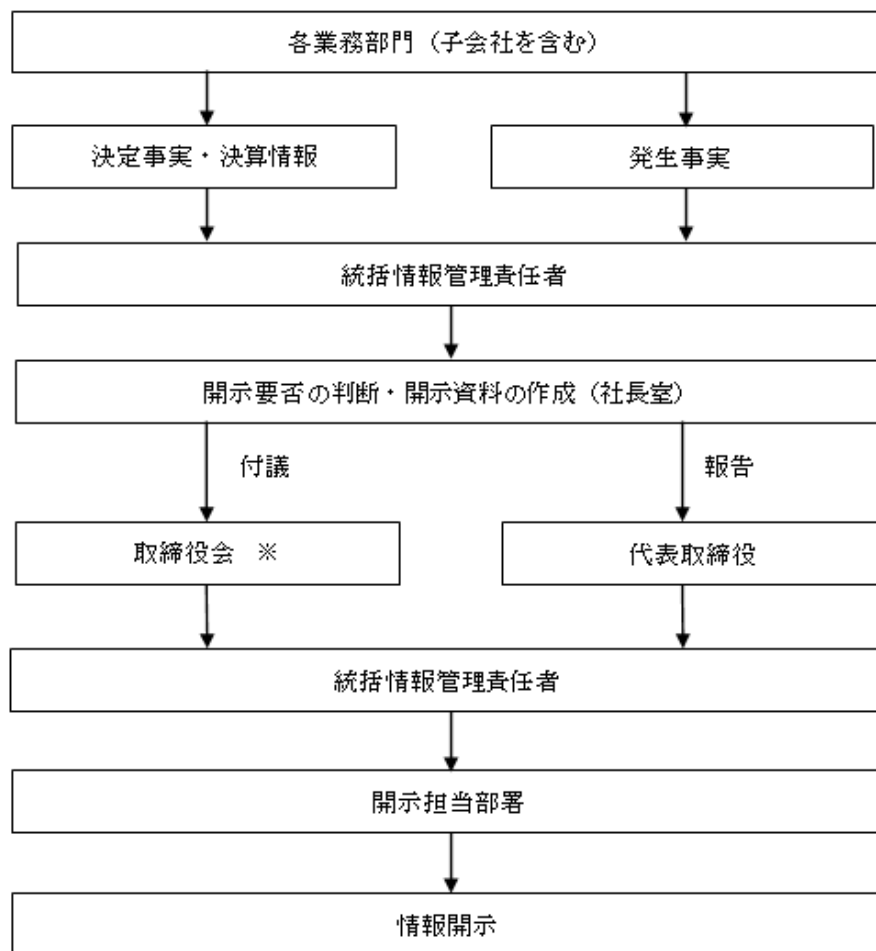 各業務部門（子会社を含む）
決定事実・決算情報
発生事実
統括情報管理責任者
開示要否の判断・開示資料の作成（社長室）
付議
報告
取締役会　※
代表取締役
統括情報管理責任者
開示担当部署
情報開示